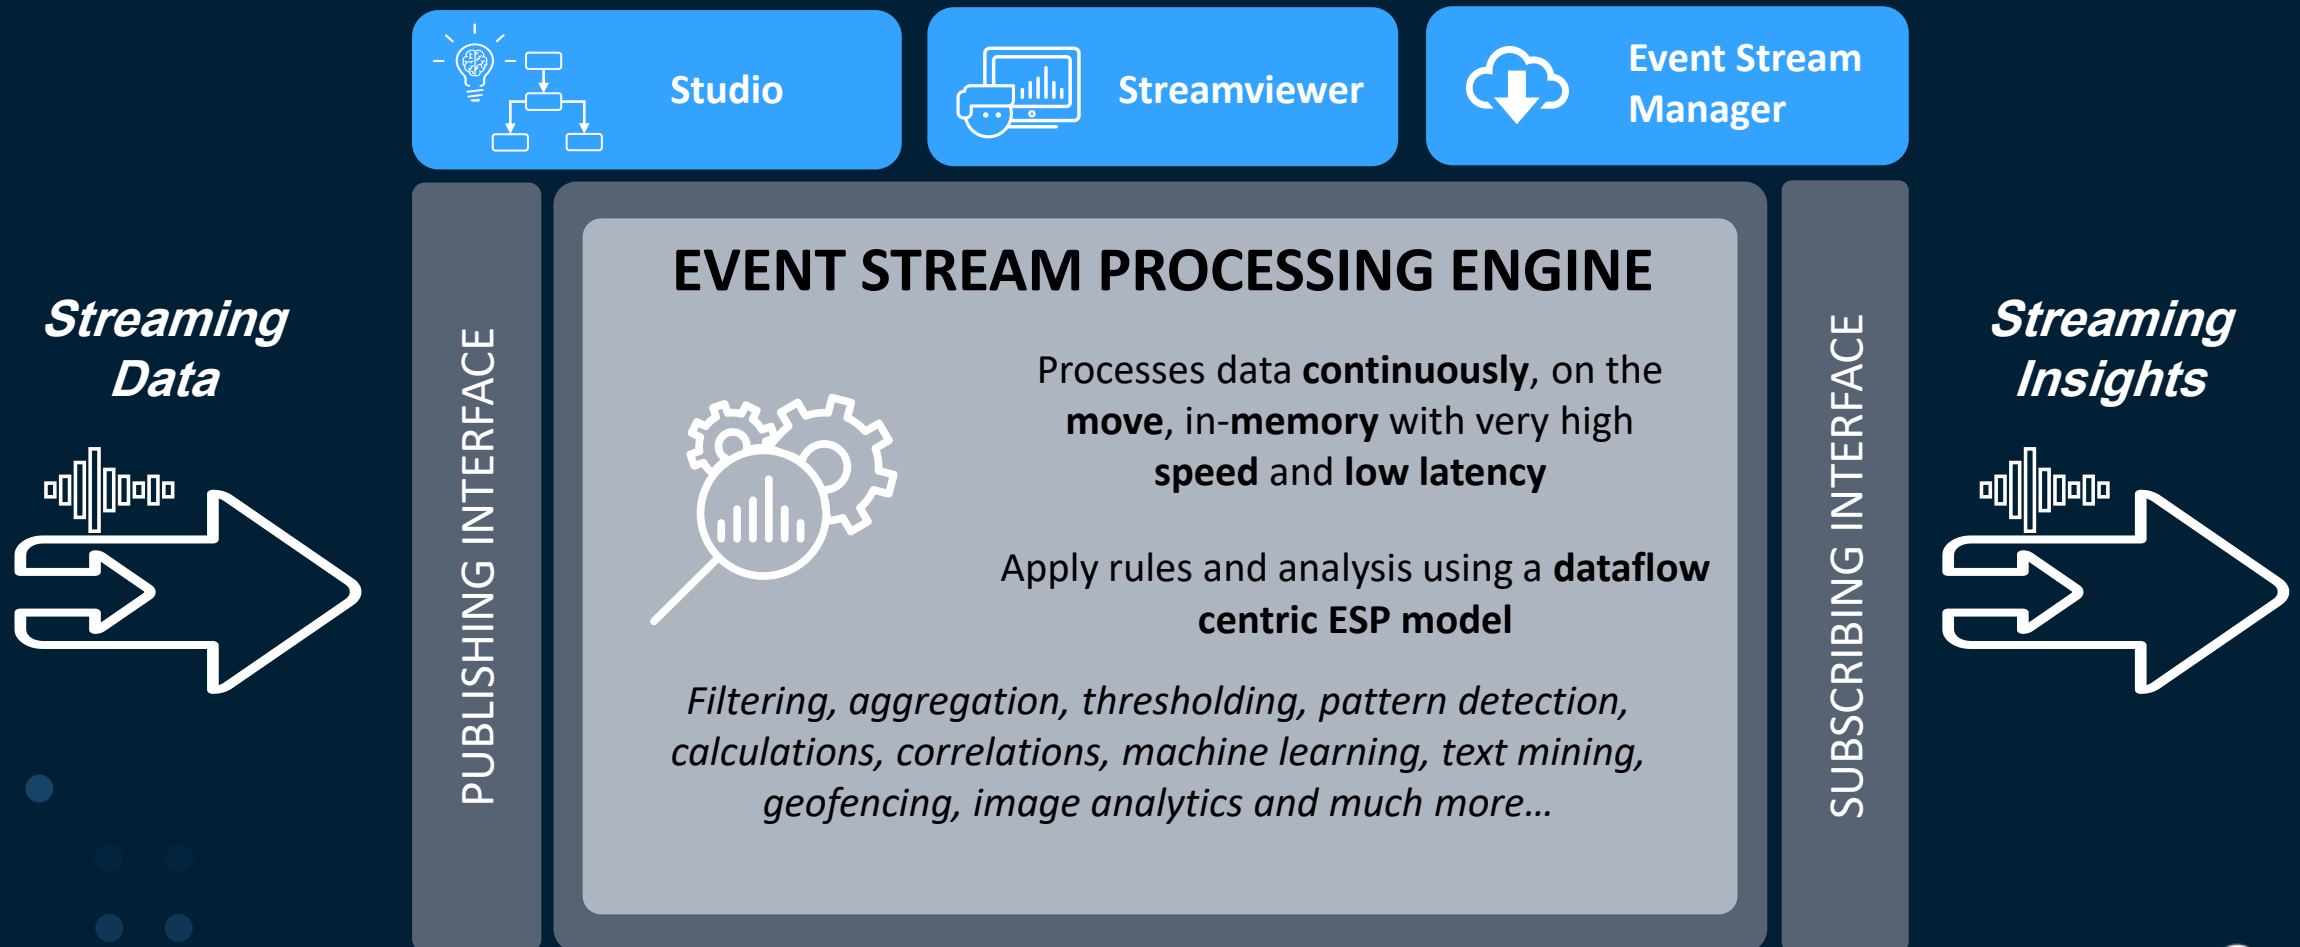 Studio
Streamviewer
Event Stream
Manager
Streaming
Data
PUBLISHING INTERFACE
EVENT STREAM PROCESSING ENGINE
Processes data continuously, on the
move, in-memory with very high
speed and low latency
Apply rules and analysis using a dataflow
centric ESP model
Filtering, aggregation, thresholding, pattern detection,
calculations, correlations, machine learning, text mining,
geofencing, image analytics and much more…
SUBSCRIBING INTERFACE
Streaming
Insights